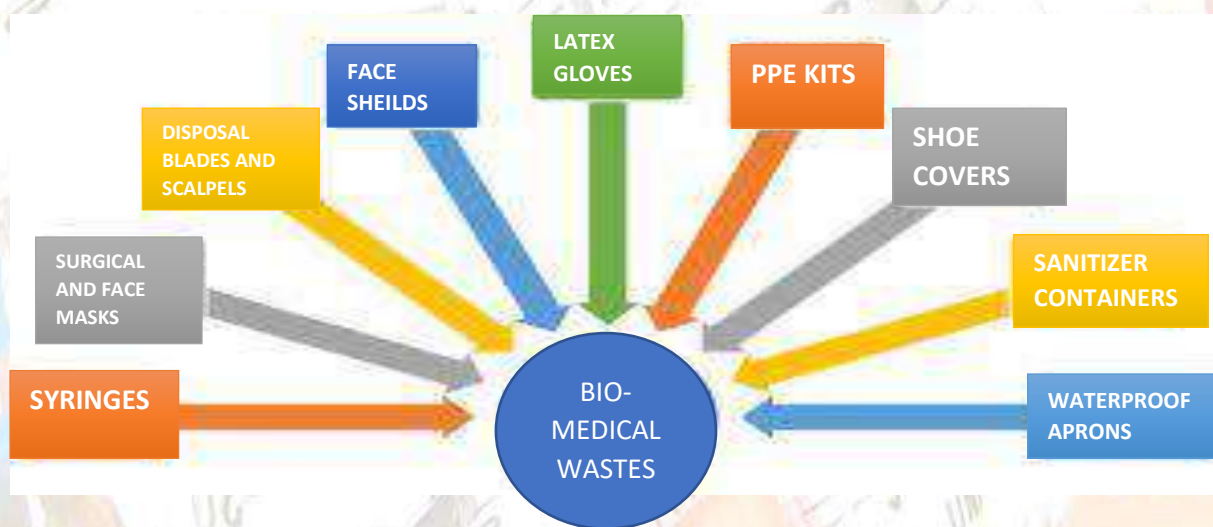 SYRINGES
SURGICAL
AND FACE
MASKS
DISPOSAL
BLADES AND
SCALPELS
FACE
SHEILDS
LATEX
GLOVES
PPE KITS
SHOE
COVERS
SANITIZER
CONTAINERS
WATERPROOF
APRONS
BIO-
MEDICAL
WASTES